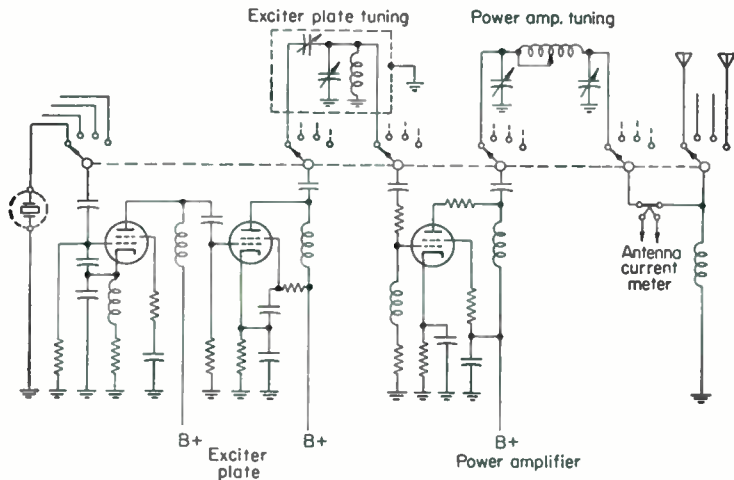 Exciter plate tuning
Power amp. tuning
Antenna
current
meter
B+
B+
B+
Exciter
plate
Power amplifier